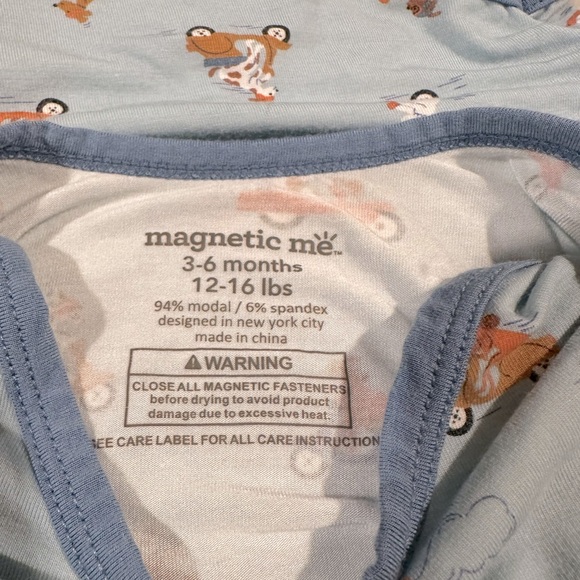 magnetic me™
3-6 months
12-16 lbs
94% modal / 6% spandex
designed in new york city
made in china
WARNING
CLOSE ALL MAGNETIC FASTENERS
before drying to avoid product
damage due to excessive heat.
SEE CARE LABEL FOR ALL CARE INSTRUCTION